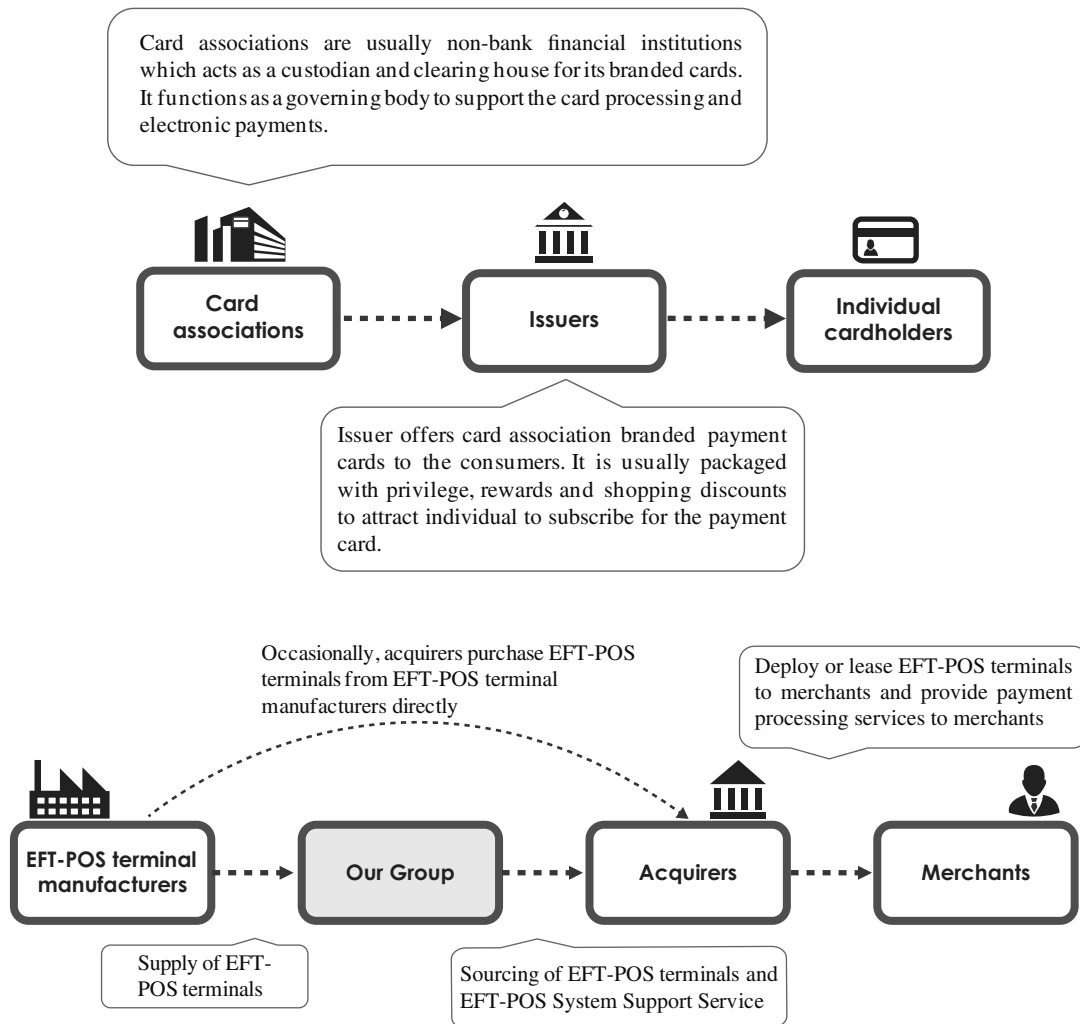 Card associations are usually non-bank financial institutions
which acts as a custodian and clearing house for its branded cards.
It functions as a governing body to support the card processing and
electronic payments.
Card
associations
Issuers
Individual
cardholders
Issuer offers card association branded payment
cards to the consumers. It is usually packaged
with privilege, rewards and shopping discounts
to attract individual to subscribe for the payment
card.
Occasionally, acquirers purchase EFT-POS
terminals from EFT-POS terminal
manufacturers directly
Deploy or lease EFT-POS terminals
to merchants and provide payment
processing services to merchants
EFT-POS terminal
manufacturers
Our Group
Acquirers
Merchants
Supply of EFT-
POS terminals
Sourcing of EFT-POS terminals and
EFT-POS System Support Service